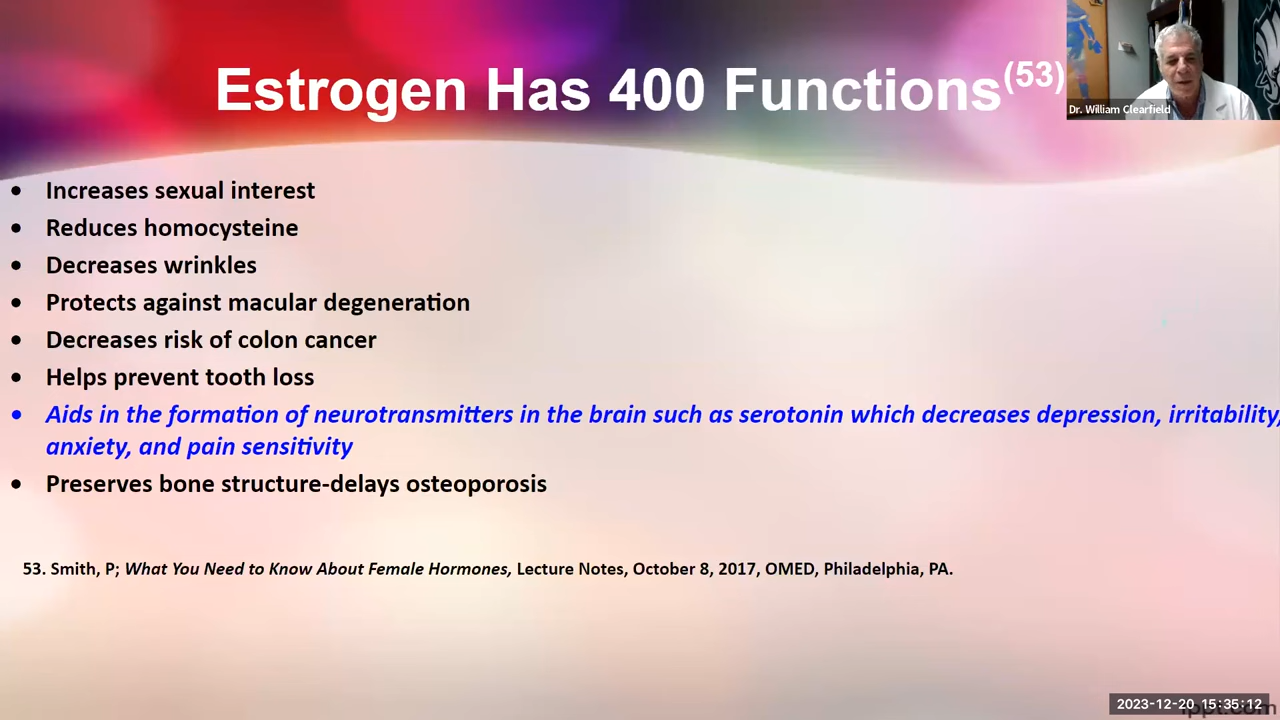 Estrogen Has 400 Functions(53)
Dr. William Clearfield
• Increases sexual interest
• Reduces homocysteine
• Decreases wrinkles
• Protects against macular degeneration
• Decreases risk of colon cancer
• Helps prevent tooth loss
• Aids in the formation of neurotransmitters in the brain such as serotonin which decreases depression, irritability,
anxiety, and pain sensitivity
• Preserves bone structure-delays osteoporosis
53. Smith, P; What You Need to Know About Female Hormones, Lecture Notes, October 8, 2017, OMED, Philadelphia, PA.
2023-12-20 15:35:12